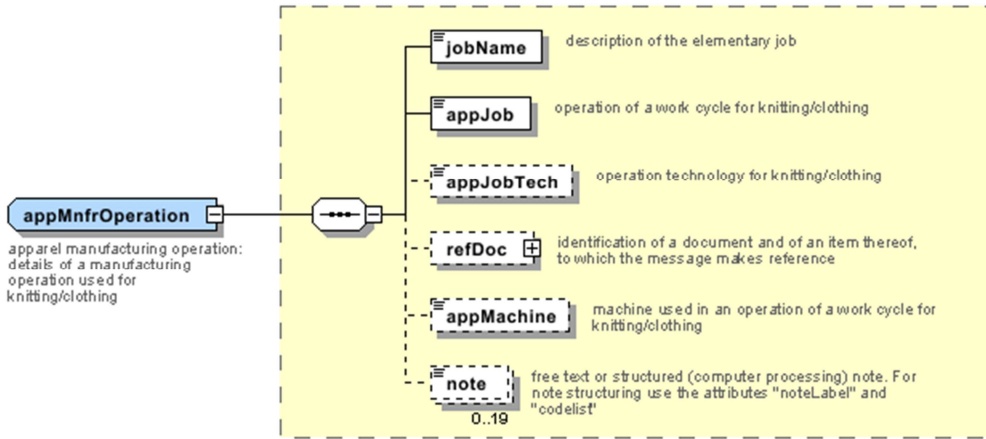 jobName
description of the elementary job
appJob
operation of a work cycle for knitting/clothing
appJobTech
operation technology for knitting/clothing
appMnfrOperation
apparel manufacturing operation:
details of a manufacturing
operation used for
knitting/clothing
refDoc
identification of a document and of an item thereof,
to which the message makes reference
appMachine
machine used in an operation of a work cycle for
knitting/clothing
note
free text or structured (computer processing) note. For
note structuring use the attributes "noteLabel" and
"codelist"
0..19